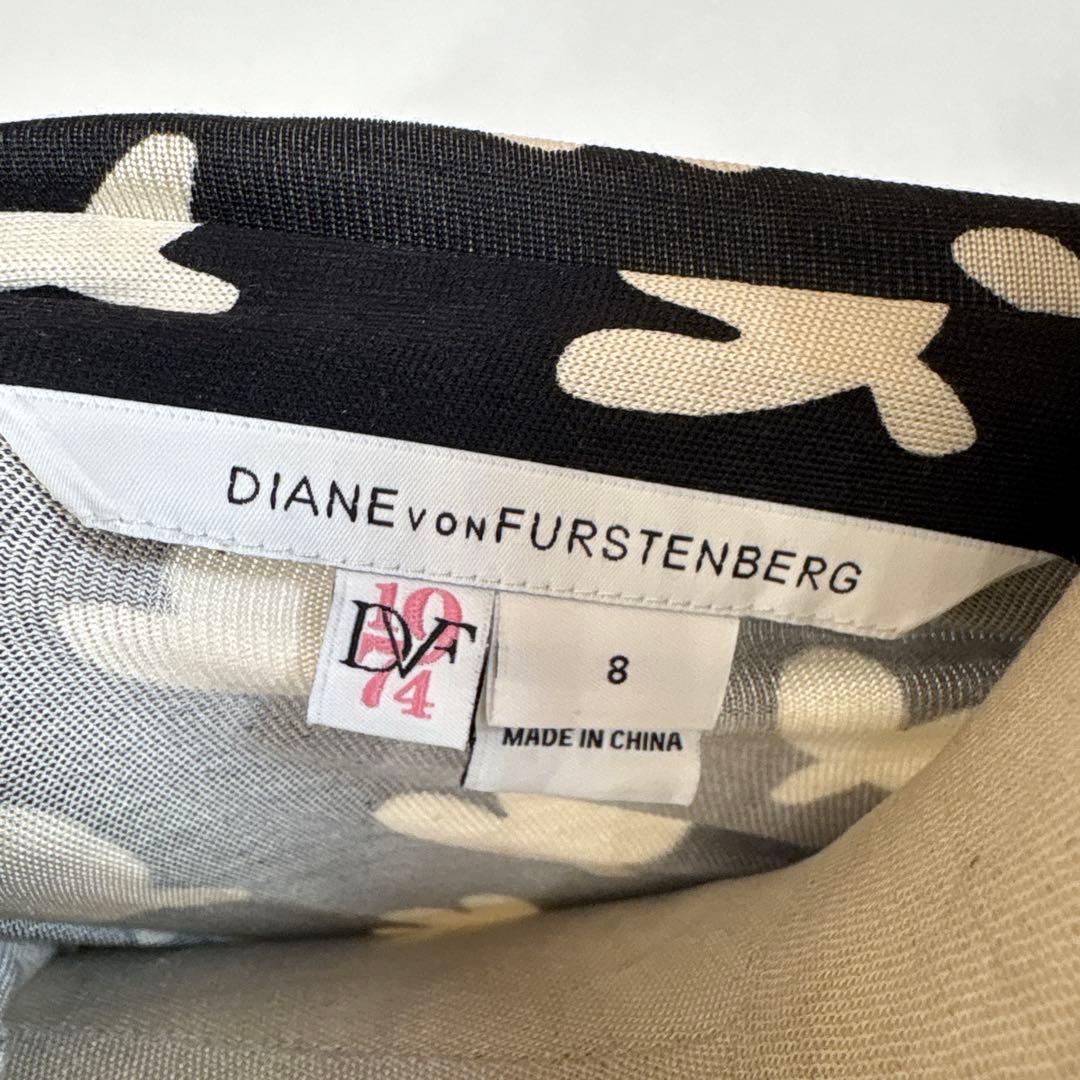 DIANE VON FURSTENBERG
1974
DVF
8
MADE IN CHINA